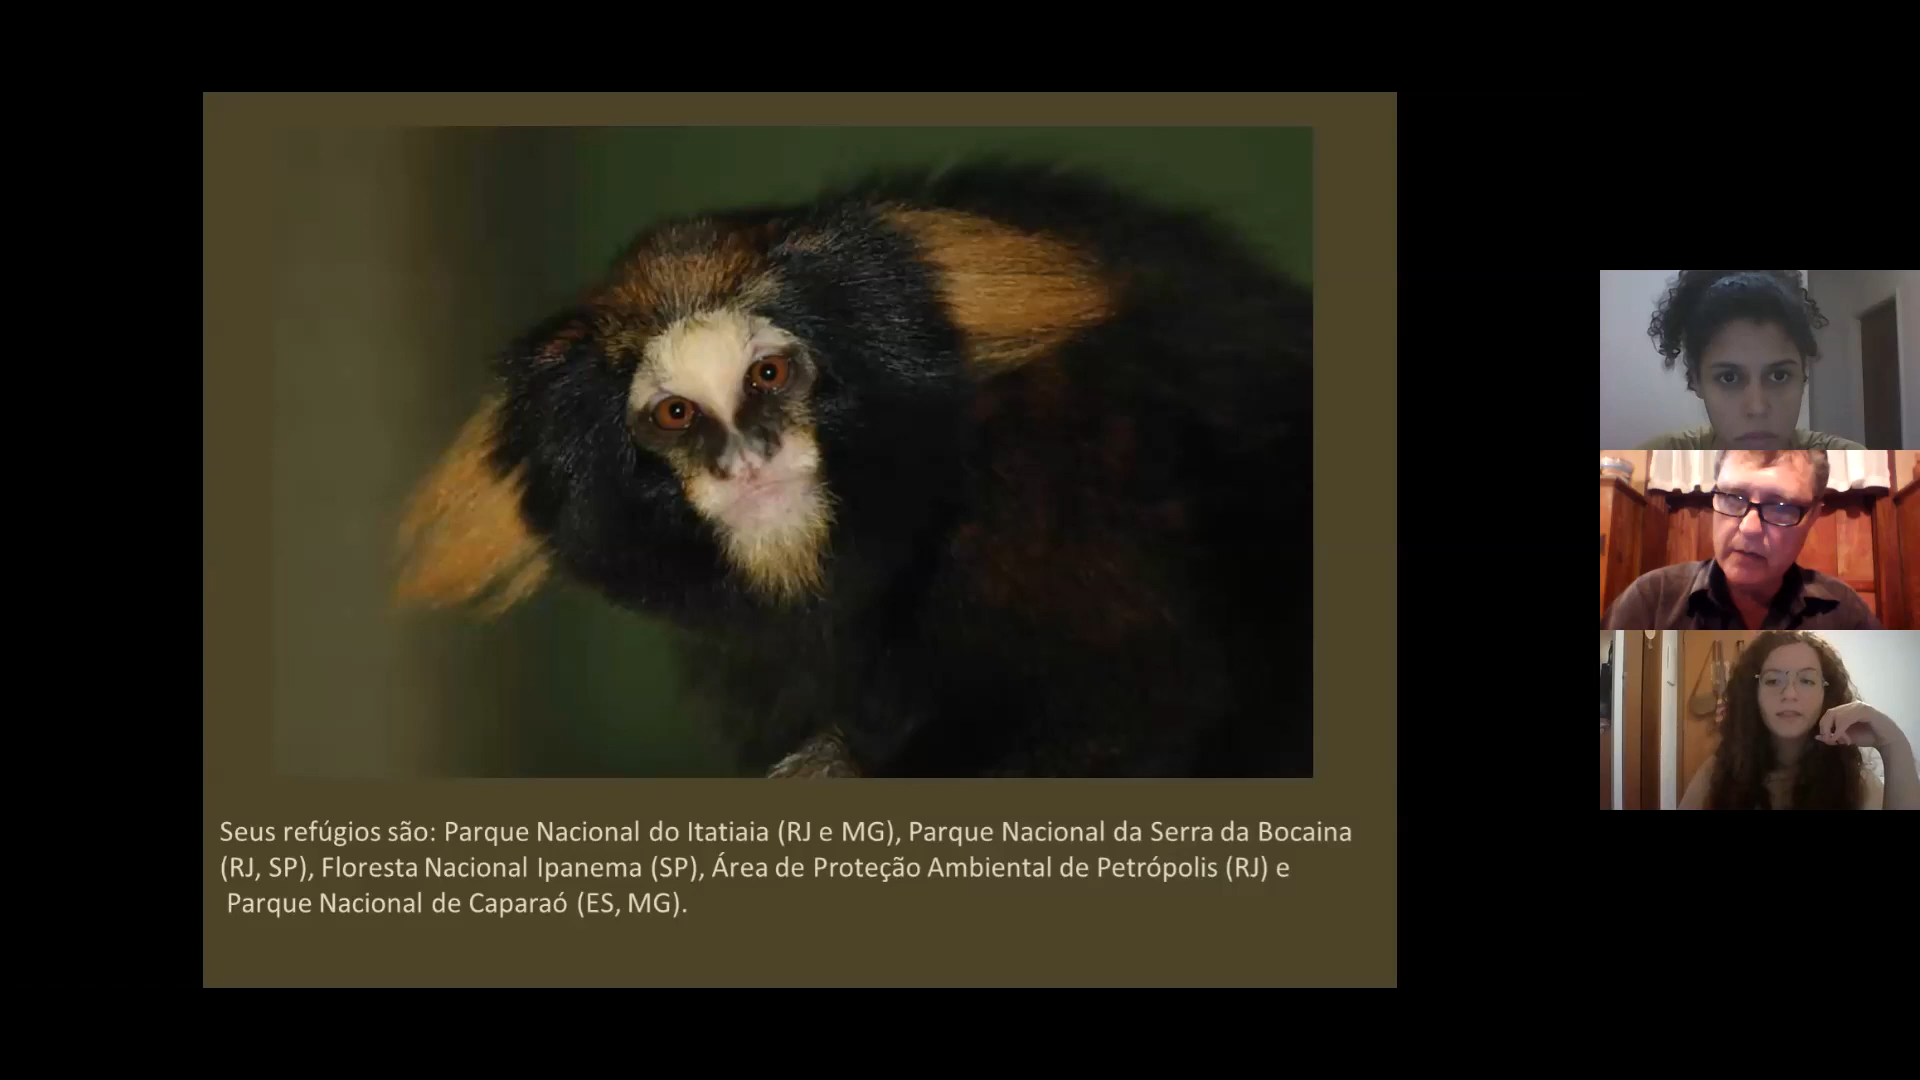 Seus refúgios são: Parque Nacional do Itatiaia (RJ e MG), Parque Nacional da Serra da Bocaina
(RJ, SP), Floresta Nacional Ipanema (SP), Área de Proteção Ambiental de Petrópolis (RJ) e
Parque Nacional de Caparaó (ES, MG).